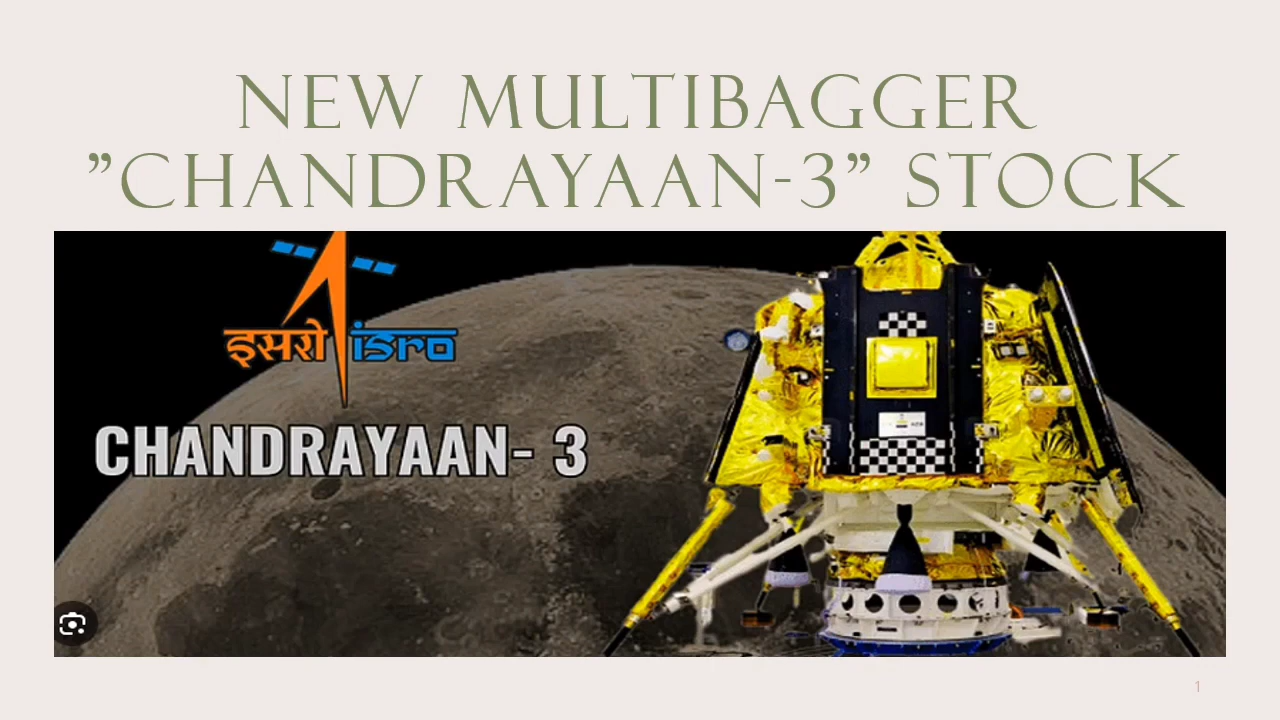 NEW MULTIBAGGER
”CHANDRAYAAN-3” STOCK
इसरो isro
CHANDRAYAAN- 3
1